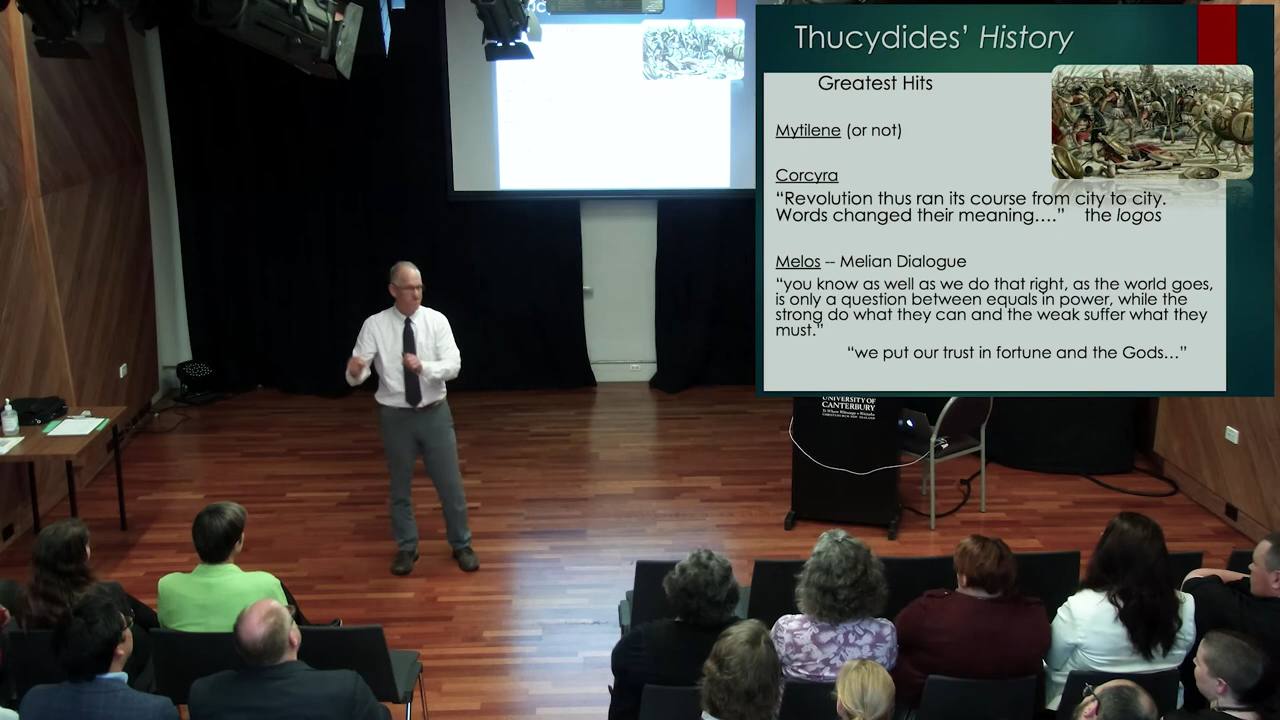 Thucydides’ History
Greatest Hits
Mytilene (or not)
Corcyra
“Revolution thus ran its course from city to city.
Words changed their meaning….” the logos
Melos -- Melian Dialogue
“you know as well as we do that right, as the world goes,
is only a question between equals in power, while the
strong do what they can and the weak suffer what they
must.”
“we put our trust in fortune and the Gods…”
UNIVERSITY OF
CANTERBURY